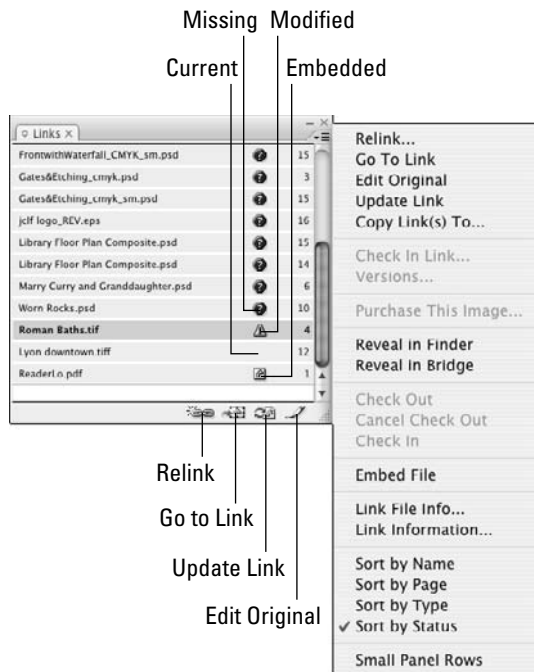 Missing
Modified
Current
Embedded
Links
FrontwithWaterfall_CMYK_sm.psd 15
Gates&Etching_cmyk.psd 3
Gates&Etching_cmyk_sm.psd 15
jclf logo_REV.eps 16
Library Floor Plan Composite.psd 15
Library Floor Plan Composite.psd 14
Marry Curry and Granddaughter.psd 6
Worn Rocks.psd 10
Roman Baths.tif 4
Lyon downtown.tiff 12
ReaderLo.pdf 1
Relink
Go to Link
Update Link
Edit Original
Relink...
Go To Link
Edit Original
Update Link
Copy Link(s) To...
Check In Link...
Versions...
Purchase This Image...
Reveal in Finder
Reveal in Bridge
Check Out
Cancel Check Out
Check In
Embed File
Link File Info...
Link Information...
Sort by Name
Sort by Page
Sort by Type
✓ Sort by Status
Small Panel Rows